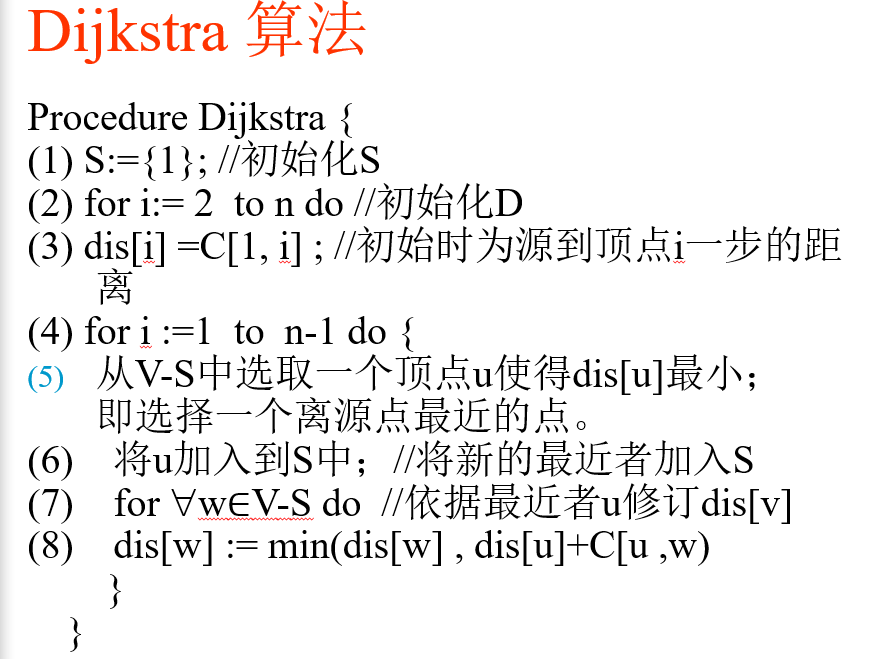 Dijkstra 算法
Procedure Dijkstra {
(1) S:={1}; //初始化S
(2) for i:= 2  to n do //初始化D
(3) dis[i] =C[1, i] ; //初始时为源到顶点i一步的距
离
(4) for i :=1  to  n-1 do {
(5) 从V-S中选取一个顶点u使得dis[u]最小；
即选择一个离源点最近的点。
(6) 将u加入到S中；//将新的最近者加入S
(7) for ∀w∈V-S do  //依据最近者u修订dis[v]
(8) dis[w] := min(dis[w] , dis[u]+C[u ,w)
}
}